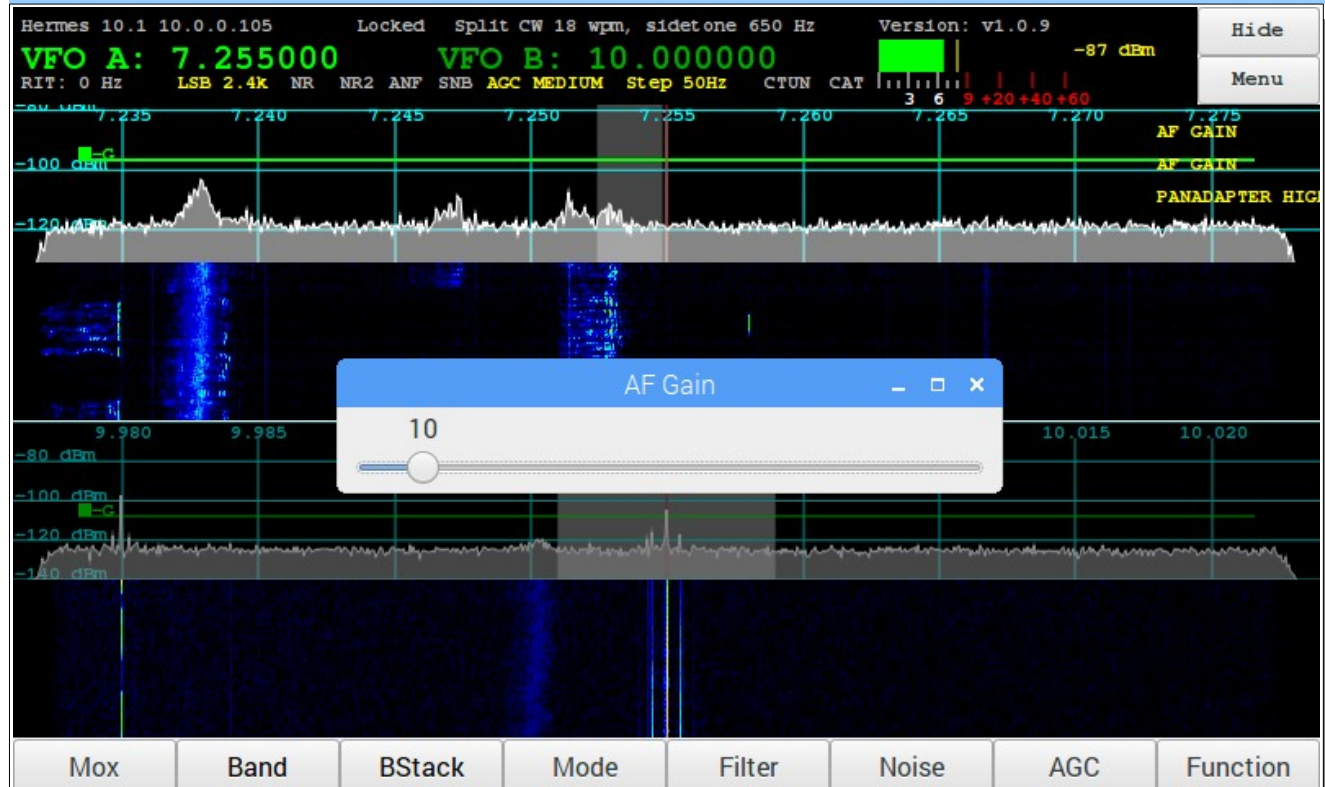 Hermes 10.1 10.0.0.105 Locked Split CW 18 wpm, sidetone 650 Hz Version: v1.0.9 Hide
VFO A: 7.255000 VFO B: 10.000000 -87 dBm
RIT: 0 Hz LSB 2.4k NR NR2 ANF SNB AGC MEDIUM Step 50Hz CTUN CAT Menu
3 6 9 +20 +40 +60
-80 dBm 7.235 7.240 7.245 7.250 7.255 7.260 7.265 7.270 7.275
AF GAIN
-G
-100 dBm AF GAIN
PANADAPTER HIG
-120 dBm
AF Gain
10
9.980 9.985 10.015 10.020
-80 dBm
-100 dBm
-G
-120 dBm
-140 dBm
Mox Band BStack Mode Filter Noise AGC Function